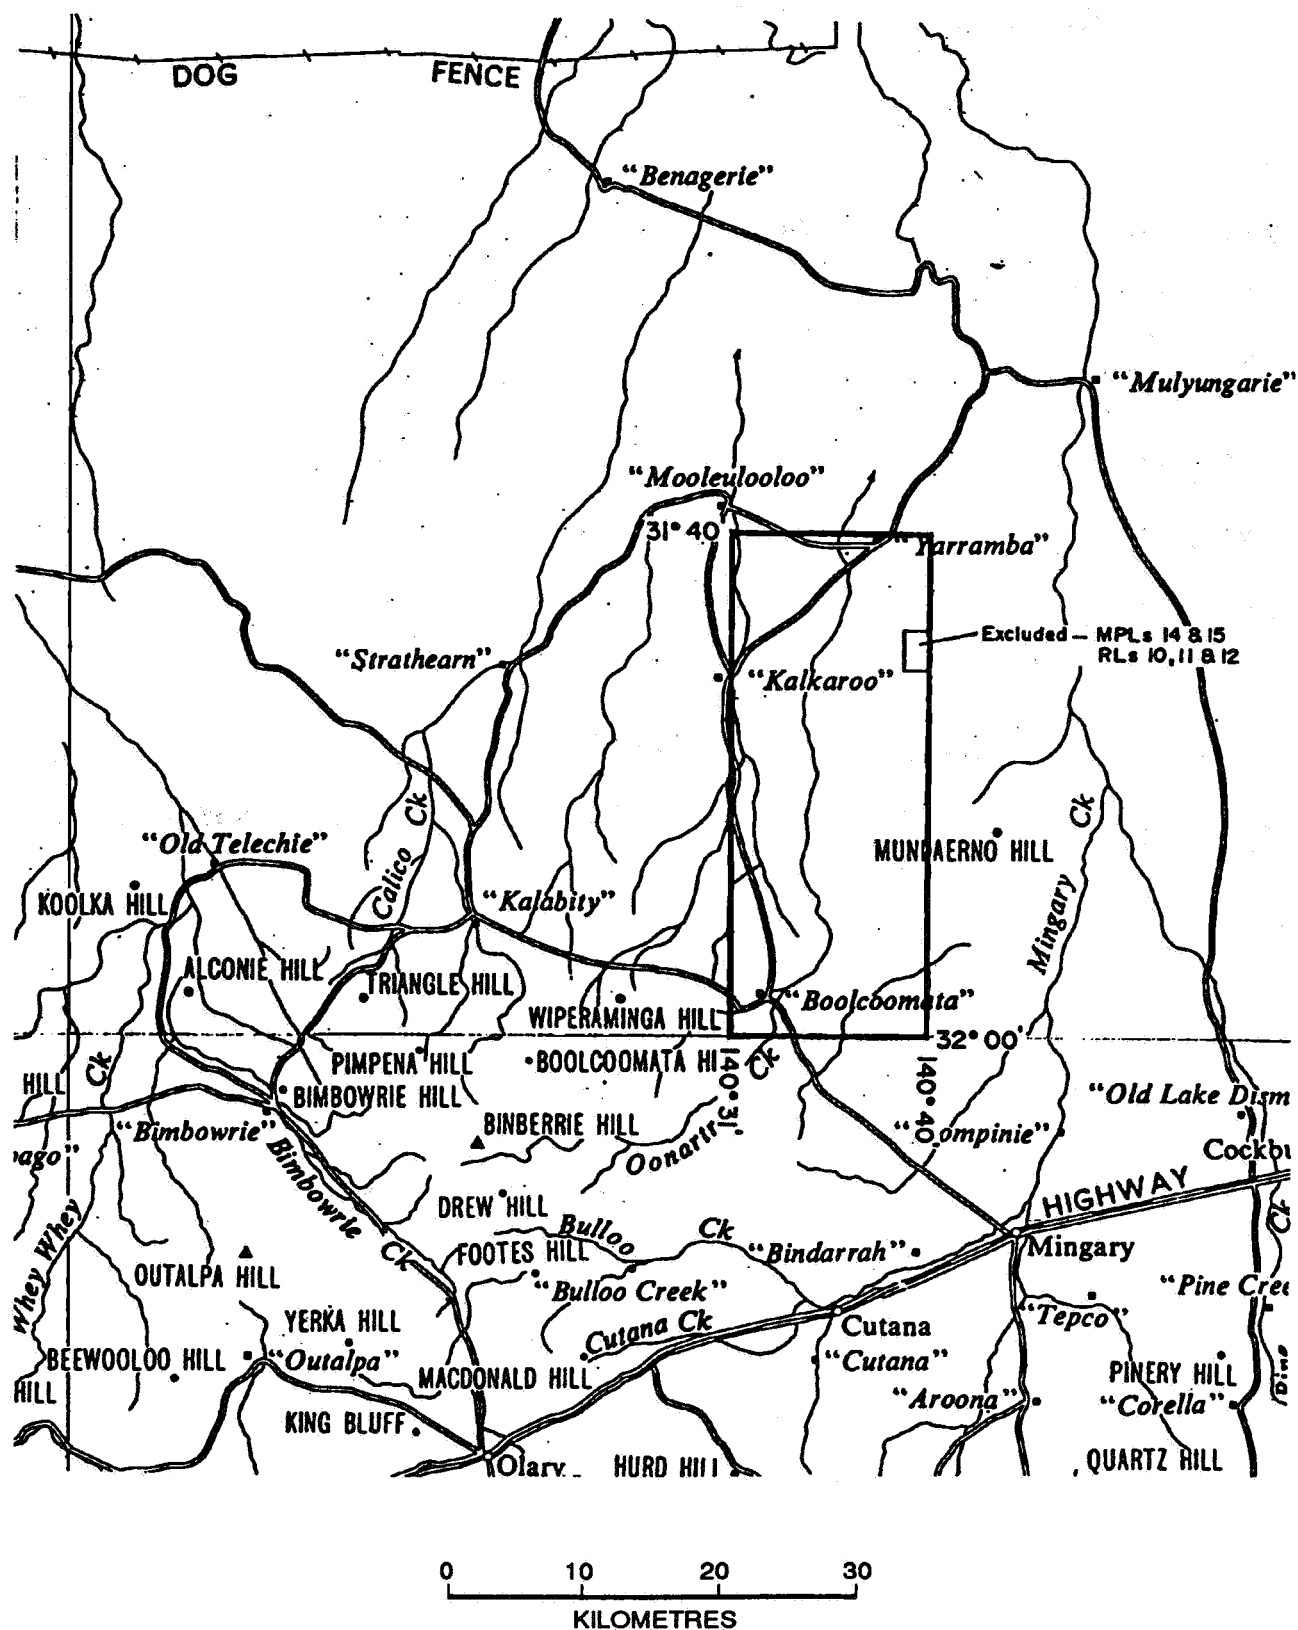 DOG FENCE
“Benagerie”
“Mulyungarie”
“Mooleulooloo”
31° 40
“Yarramba”
Excluded — MPLs 14 & 15
RLs 10, 11 & 12
“Strathearn”
“Kalkaroo”
Calico Ck
MUNDAERNO HILL
Mingary Ck
“Old Telechie”
KOOLKA HILL
“Kalabity”
ALCONIE HILL
TRIANGLE HILL
WIPERAMINGA HILL
“Boolcoomata”
32° 00'
PIMPENA HILL
BOOLCOOMATA HI
Ck
140° 31'
140° 40'
HILL
Ck
BIMBOWRIE HILL
“Old Lake Dism
“Bimbowrie”
BINBERRIE HILL
Oonartr
“ompinie”
Cockbu
ago”
Bimbowrie Ck
DREW HILL
HIGHWAY
Ck
Whey Whey
Bulloo Ck
FOOTES HILL
“Bindarrah”
Mingary
OUTALPA HILL
“Bulloo Creek”
“Pine Cree
YERKA HILL
Cutana Ck
Cutana
“Tepco”
BEEWOOLOO HILL
“Outalpa”
MACDONALD HILL
“Cutana”
PINERY HILL
HILL
“Aroona”
“Corella”
KING BLUFF
Olary
HURD HILL
QUARTZ HILL
0 10 20 30
KILOMETRES